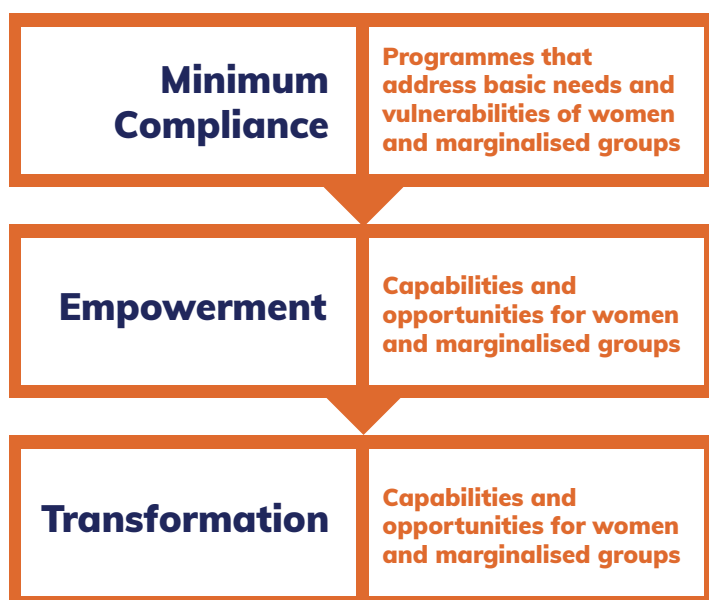 Minimum
Compliance
Programmes that
address basic needs and
vulnerabilities of women
and marginalised groups
Empowerment
Capabilities and
opportunities for women
and marginalised groups
Transformation
Capabilities and
opportunities for women
and marginalised groups